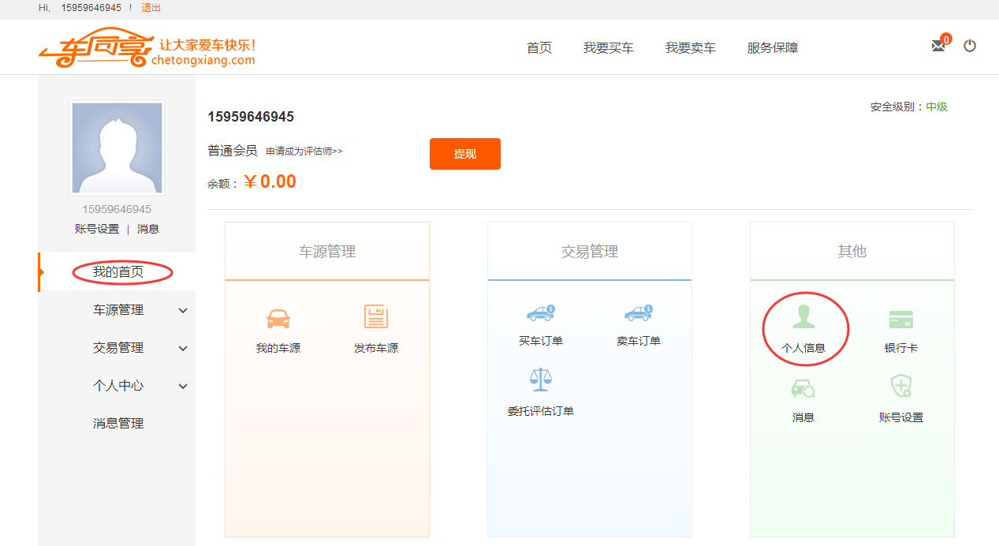 Hi, 15959646945 ! 退出
车同享 让大家爱车快乐！
chetongxiang.com
首页 我要买车 我要卖车 服务保障
0
15959646945
安全级别：中级
普通会员 申请成为评估师>>
提现
余额：￥0.00
15959646945
账号设置 | 消息
我的首页
车源管理
交易管理
个人中心
消息管理
车源管理
我的车源 发布车源
交易管理
买车订单 卖车订单
委托评估订单
其他
个人信息 银行卡
消息 账号设置